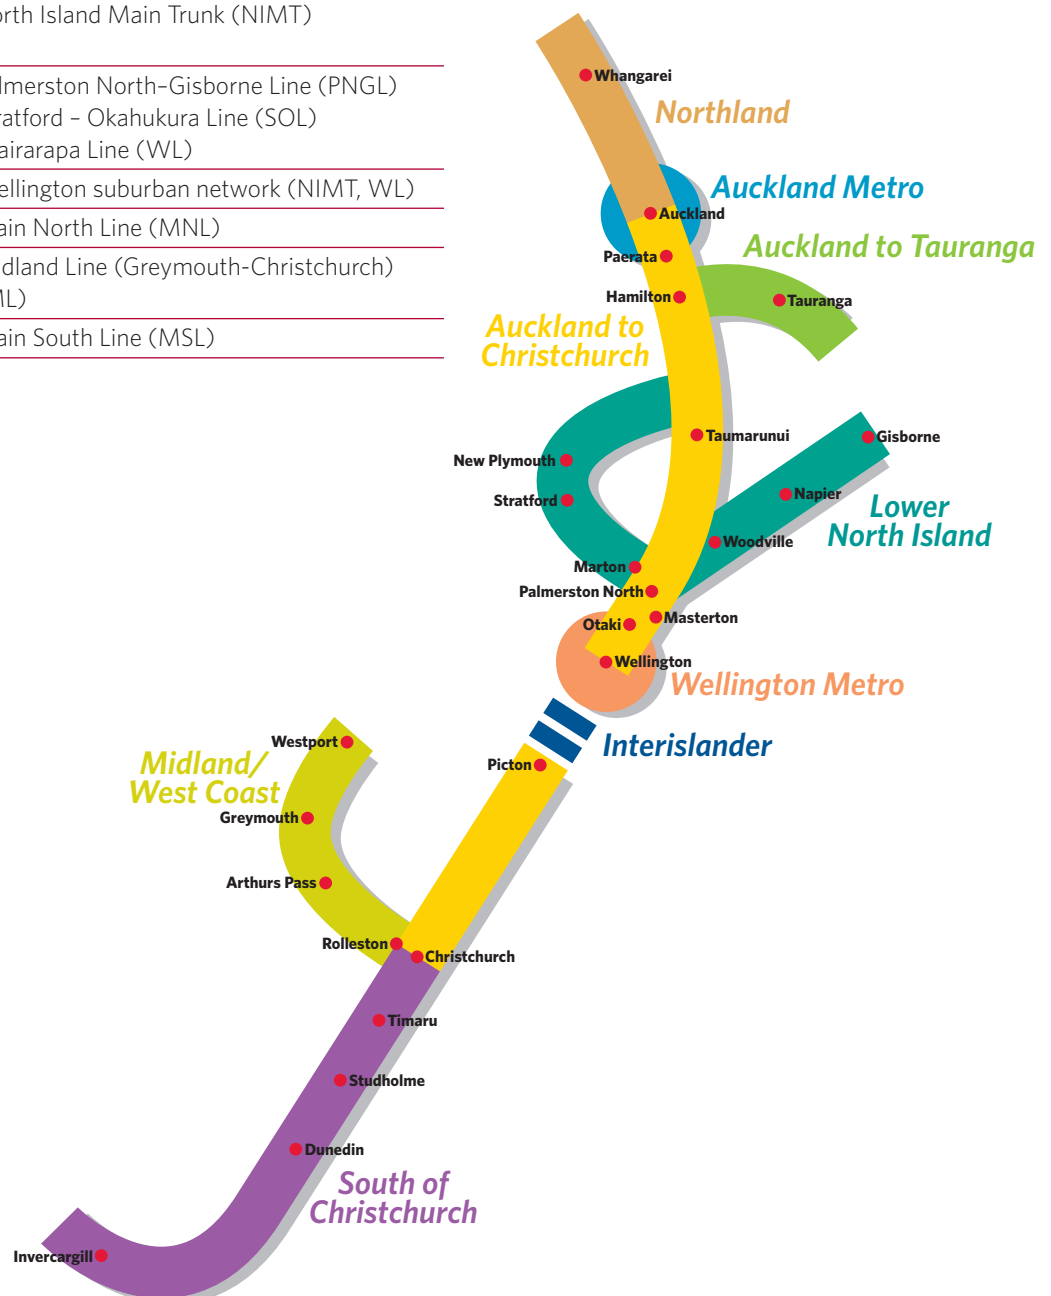 orth Island Main Trunk (NIMT)
lmerston North–Gisborne Line (PNGL)
ratford – Okahukura Line (SOL)
airarapa Line (WL)
ellington suburban network (NIMT, WL)
ain North Line (MNL)
dland Line (Greymouth-Christchurch)
ML)
ain South Line (MSL)
Whangarei
Northland
Auckland Metro
Auckland
Auckland to Tauranga
Paerata
Hamilton
Tauranga
Auckland to
Christchurch
Taumarunui
Gisborne
New Plymouth
Napier
Stratford
Lower
North Island
Woodville
Marton
Palmerston North
Masterton
Otaki
Wellington
Wellington Metro
Interislander
Westport
Picton
Midland/
West Coast
Greymouth
Arthurs Pass
Rolleston
Christchurch
Timaru
Studholme
Dunedin
South of
Christchurch
Invercargill